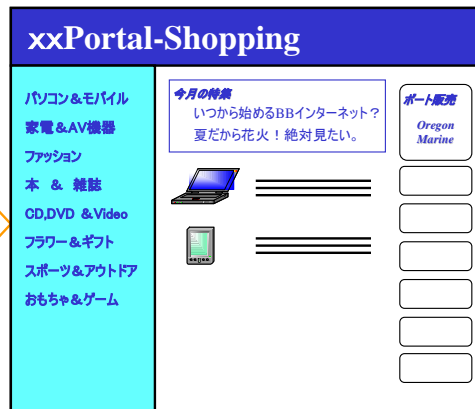 xxPortal-Shopping
パソコン&モバイル
家電&AV機器
ファッション
本 & 雑誌
CD,DVD &Video
フラワー&ギフト
スポーツ&アウトドア
おもちゃ&ゲーム
今月の特集
いつから始めるBBインターネット?
夏だから花火!絶対見たい。
ボート販売
Oregon
Marine